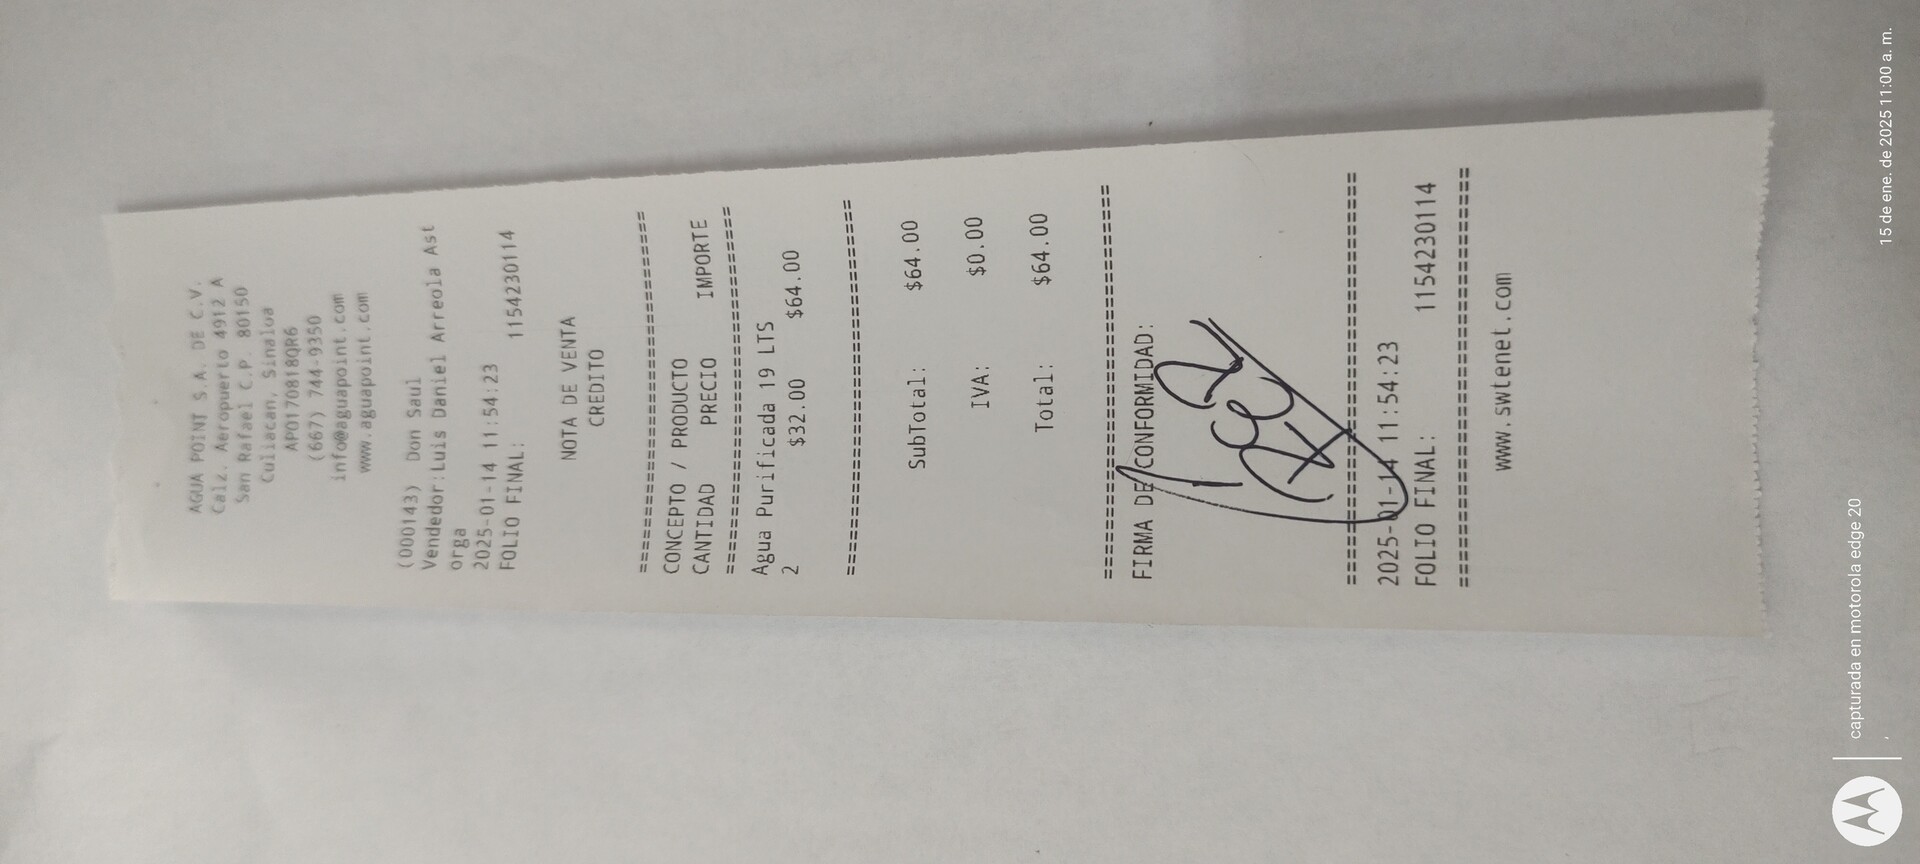 AGUA POINT S.A. DE C.V.
Calz. Aeropuerto 4912 A
San Rafael C.P. 80150
Culiacan, Sinaloa
APO170818QR6
(667) 744-9350
info@aguapoint.com
www.aguapoint.com
(000143) Don Saul
Vendedor:Luis Daniel Arreola Ast
orga
2025-01-14 11:54:23
FOLIO FINAL: 1154230114
NOTA DE VENTA
CREDITO
====================================
CONCEPTO / PRODUCTO
CANTIDAD PRECIO IMPORTE
====================================
Agua Purificada 19 LTS
2 $32.00 $64.00
====================================
SubTotal: $64.00
IVA: $0.00
Total: $64.00
====================================
FIRMA DE CONFORMIDAD:
====================================
2025-01-14 11:54:23
FOLIO FINAL: 1154230114
====================================
www.swtenet.com
capturada en motorola edge 20
15 de ene. de 2025 11:00 a. m.